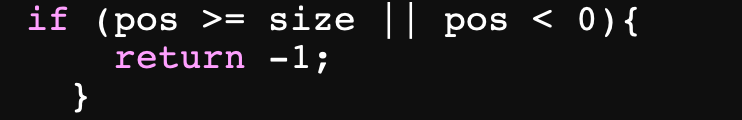 if (pos >= size || pos < 0){
return -1;
}